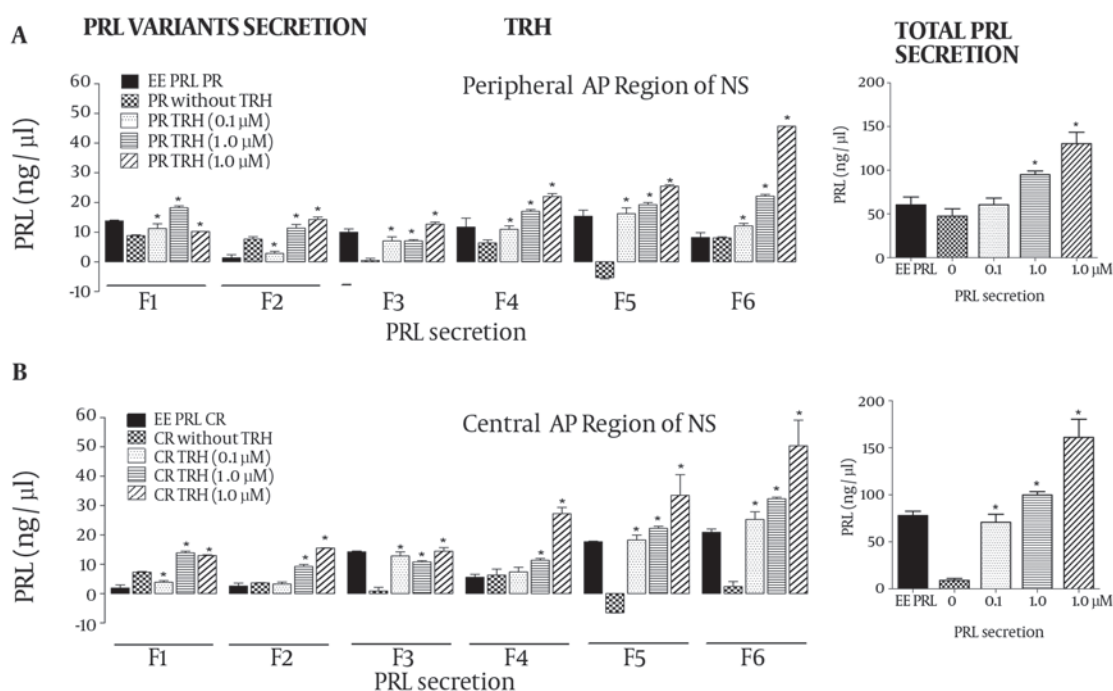 PRL VARIANTS SECRETION TRH
TOTAL PRL
SECRETION
A
Peripheral AP Region of NS
EE PRL PR
PR without TRH
PR TRH (0.1 μM)
PR TRH (1.0 μM)
PR TRH (1.0 μM)
PRL (ng/μl)
60
50
40
30
20
10
0
-10
* * * * * * * * * * * * * * * * * *
F1 F2 F3 F4 F5 F6
PRL secretion
PRL (ng/μl)
200
150
100
50
0
* *
EE PRL 0 0.1 1.0 1.0 μM
PRL secretion
B
Central AP Region of NS
EE PRL CR
CR without TRH
CR TRH (0.1 μM)
CR TRH (1.0 μM)
CR TRH (1.0 μM)
PRL (ng/μl)
60
50
40
30
20
10
0
-10
* * * * * * * * * * * * * * * *
F1 F2 F3 F4 F5 F6
PRL secretion
PRL (ng/μl)
200
150
100
50
0
* * *
EE PRL 0 0.1 1.0 1.0 μM
PRL secretion